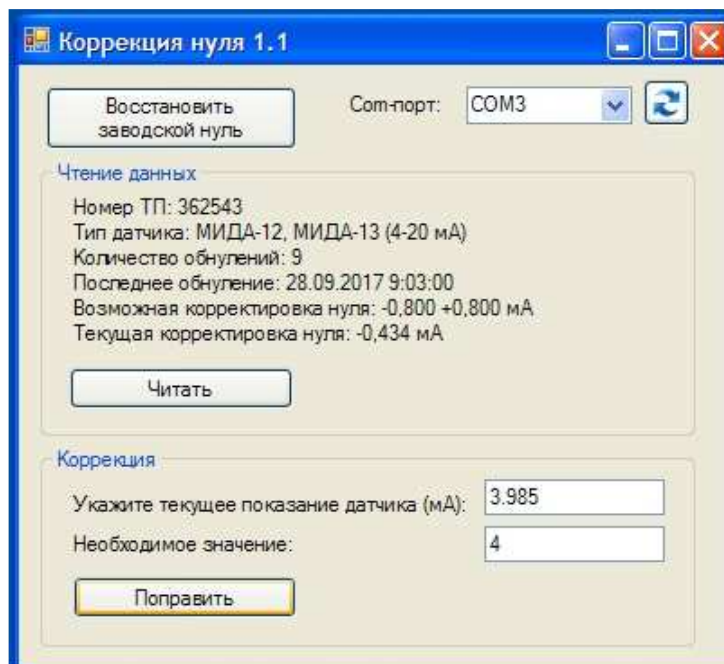 Коррекция нуля 1.1
Восстановить
заводской нуль
Com-порт:
COM3
Чтение данных
Номер ТП: 362543
Тип датчика: МИДА-12, МИДА-13 (4-20 мА)
Количество обнулений: 9
Последнее обнуление: 28.09.2017 9:03:00
Возможная корректировка нуля: -0,800 +0,800 мА
Текущая корректировка нуля: -0,434 мА
Читать
Коррекция
Укажите текущее показание датчика (мА):
3.985
Необходимое значение:
4
Поправить